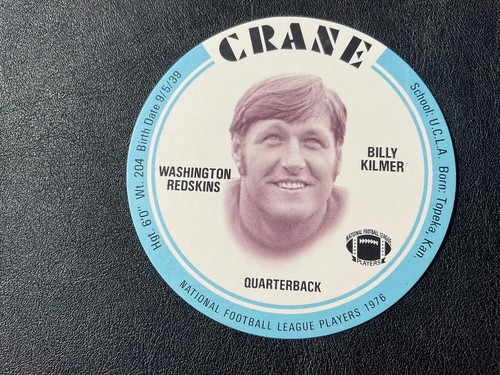 CRANE
Hgt. 6'0" Wt. 204 Birth Date 9/5/39
School: U.C.L.A. Born: Topeka, Kan.
WASHINGTON
REDSKINS
BILLY
KILMER
NATIONAL FOOTBALL LEAGUE
PLAYERS
QUARTERBACK
NATIONAL FOOTBALL LEAGUE PLAYERS 1976